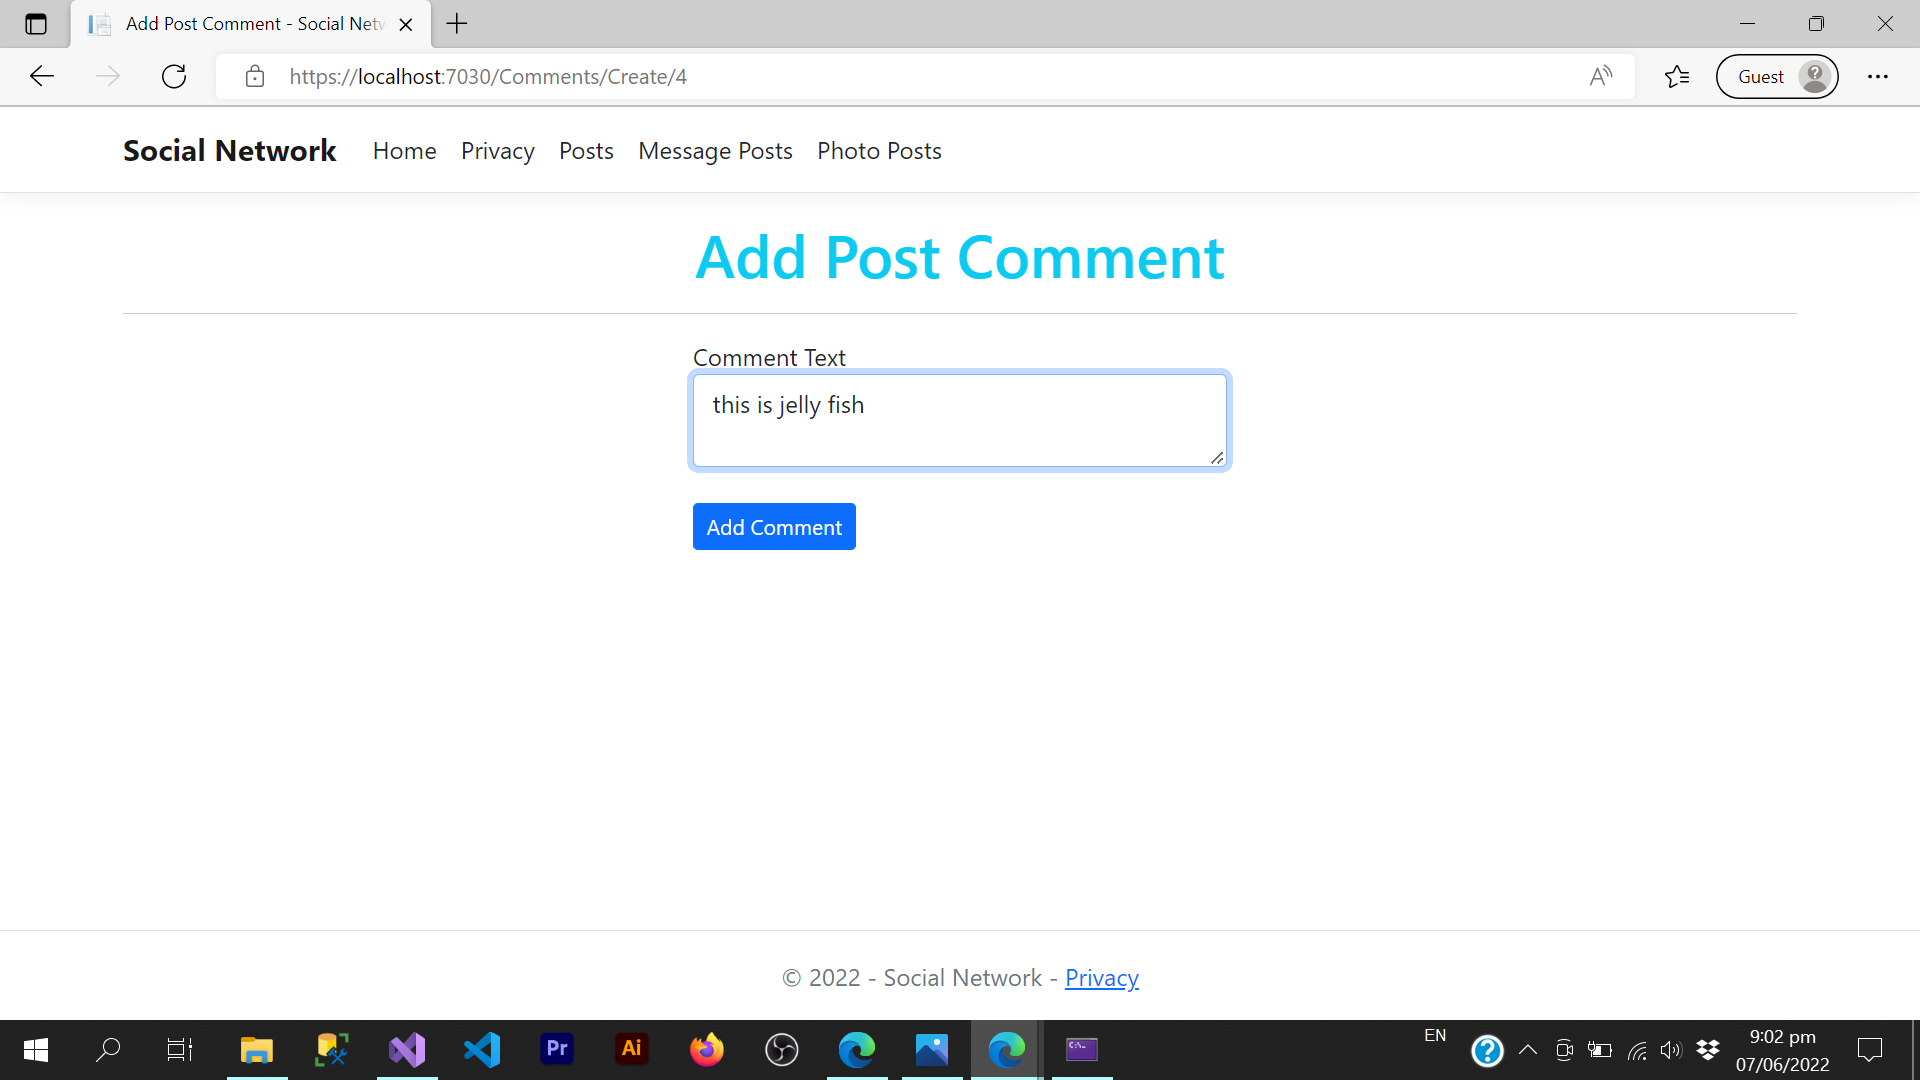 Add Post Comment - Social Netw
https://localhost:7030/Comments/Create/4
Guest
Social Network Home Privacy Posts Message Posts Photo Posts
Add Post Comment
Comment Text
this is jelly fish
Add Comment
© 2022 - Social Network - Privacy
Pr
Ai
EN
9:02 pm
07/06/2022